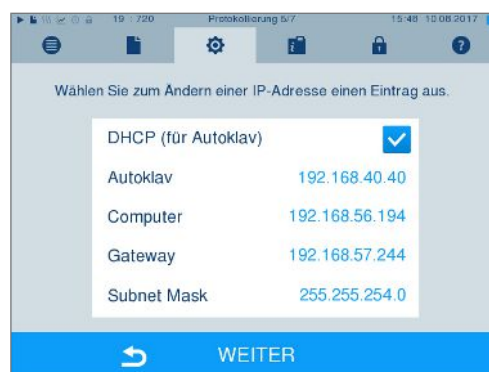 19 : 720 Protokollierung 5/7 15:48 10.08.2017
Wählen Sie zum Ändern einer IP-Adresse einen Eintrag aus.
DHCP (für Autoklav)
Autoklav 192.168.40.40
Computer 192.168.56.194
Gateway 192.168.57.244
Subnet Mask 255.255.254.0
WEITER